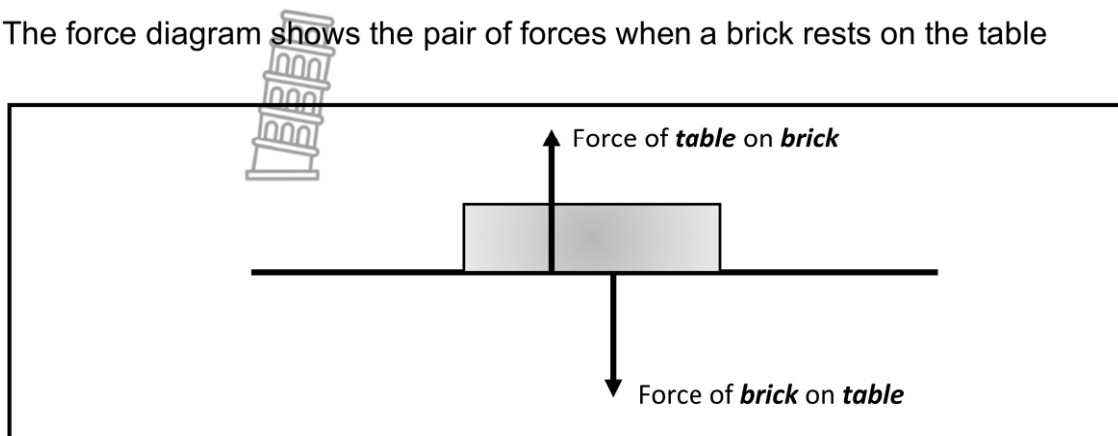 The force diagram shows the pair of forces when a brick rests on the table
Force of table on brick
Force of brick on table